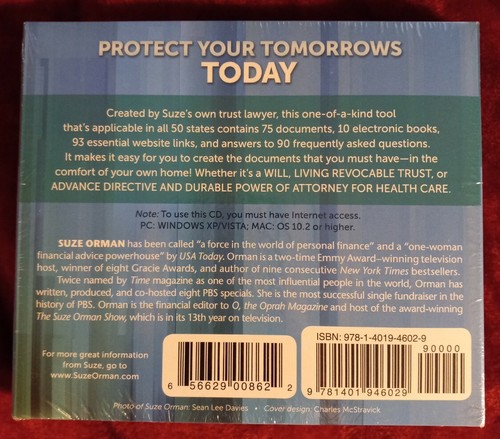 PROTECT YOUR TOMORROWS
TODAY
Created by Suze's own trust lawyer, this one-of-a-kind tool
that's applicable in all 50 states contains 75 documents, 10 electronic books,
93 essential website links, and answers to 90 frequently asked questions.
It makes it easy for you to create the documents that you must have—in the
comfort of your own home! Whether it's a WILL, LIVING REVOCABLE TRUST, or
ADVANCE DIRECTIVE AND DURABLE POWER OF ATTORNEY FOR HEALTH CARE.
Note: To use this CD, you must have Internet access.
PC: WINDOWS XP/VISTA; MAC: OS 10.2 or higher.
SUZE ORMAN has been called "a force in the world of personal finance" and a "one-woman
financial advice powerhouse" by USA Today. Orman is a two-time Emmy Award–winning television
host, winner of eight Gracie Awards, and author of nine consecutive New York Times bestsellers.
Twice named by Time magazine as one of the most influential people in the world, Orman has
written, produced, and co-hosted eight PBS specials. She is the most successful single fundraiser in the
history of PBS. Orman is the financial editor to O, the Oprah Magazine and host of the award-winning
The Suze Orman Show, which is in its 13th year on television.
For more great information
from Suze, go to
www.SuzeOrman.com
6 56629 00862 2
ISBN: 978-1-4019-4602-9
90000
9 781401 946029
Photo of Suze Orman: Sean Lee Davies • Cover design: Charles McStravick